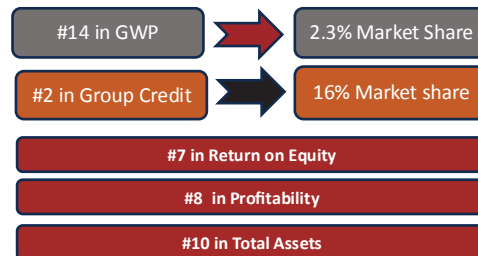 #14 in GWP
2.3% Market Share
#2 in Group Credit
16% Market share
#7 in Return on Equity
#8 in Profitability
#10 in Total Assets